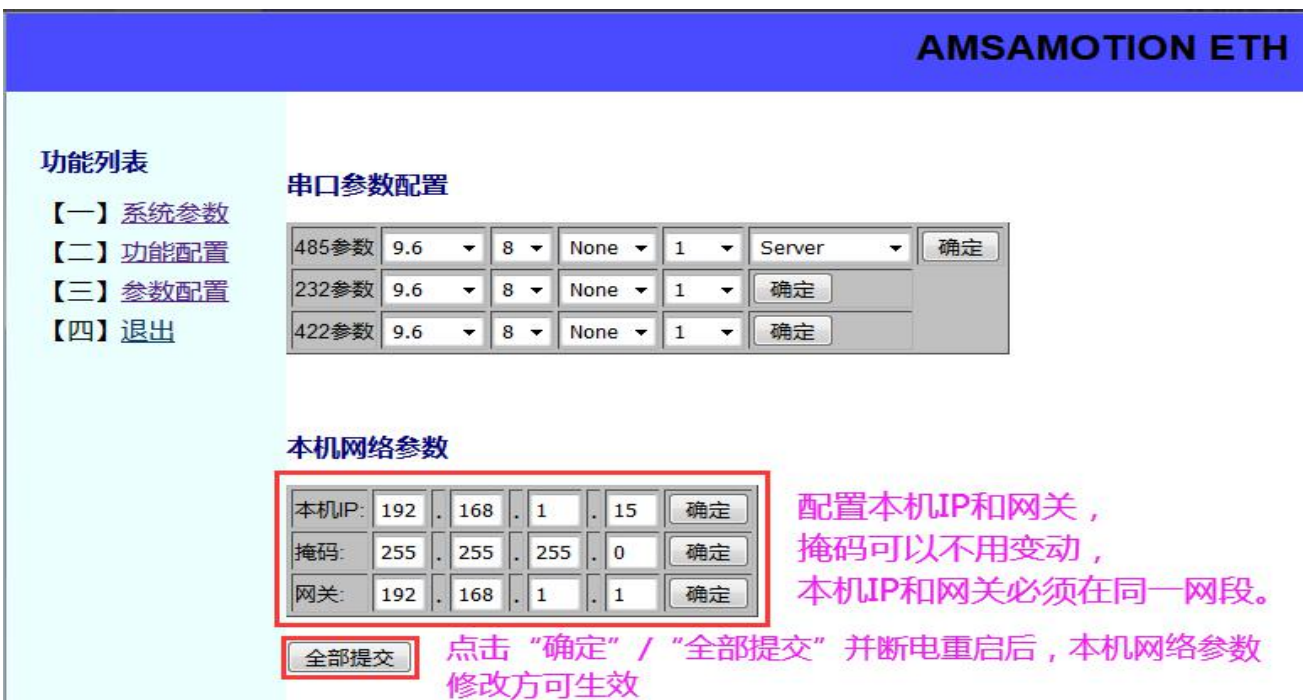 AMSAMOTION ETH
功能列表
【一】系统参数
【二】功能配置
【三】参数配置
【四】退出
串口参数配置
485参数 9.6 8 None 1 Server 确定
232参数 9.6 8 None 1 确定
422参数 9.6 8 None 1 确定
本机网络参数
本机IP: 192 . 168 . 1 . 15 确定
掩码: 255 . 255 . 255 . 0 确定
网关: 192 . 168 . 1 . 1 确定
配置本机IP和网关，
掩码可以不用变动，
本机IP和网关必须在同一网段。
全部提交
点击“确定”/“全部提交”并断电重启后，本机网络参数
修改方可生效